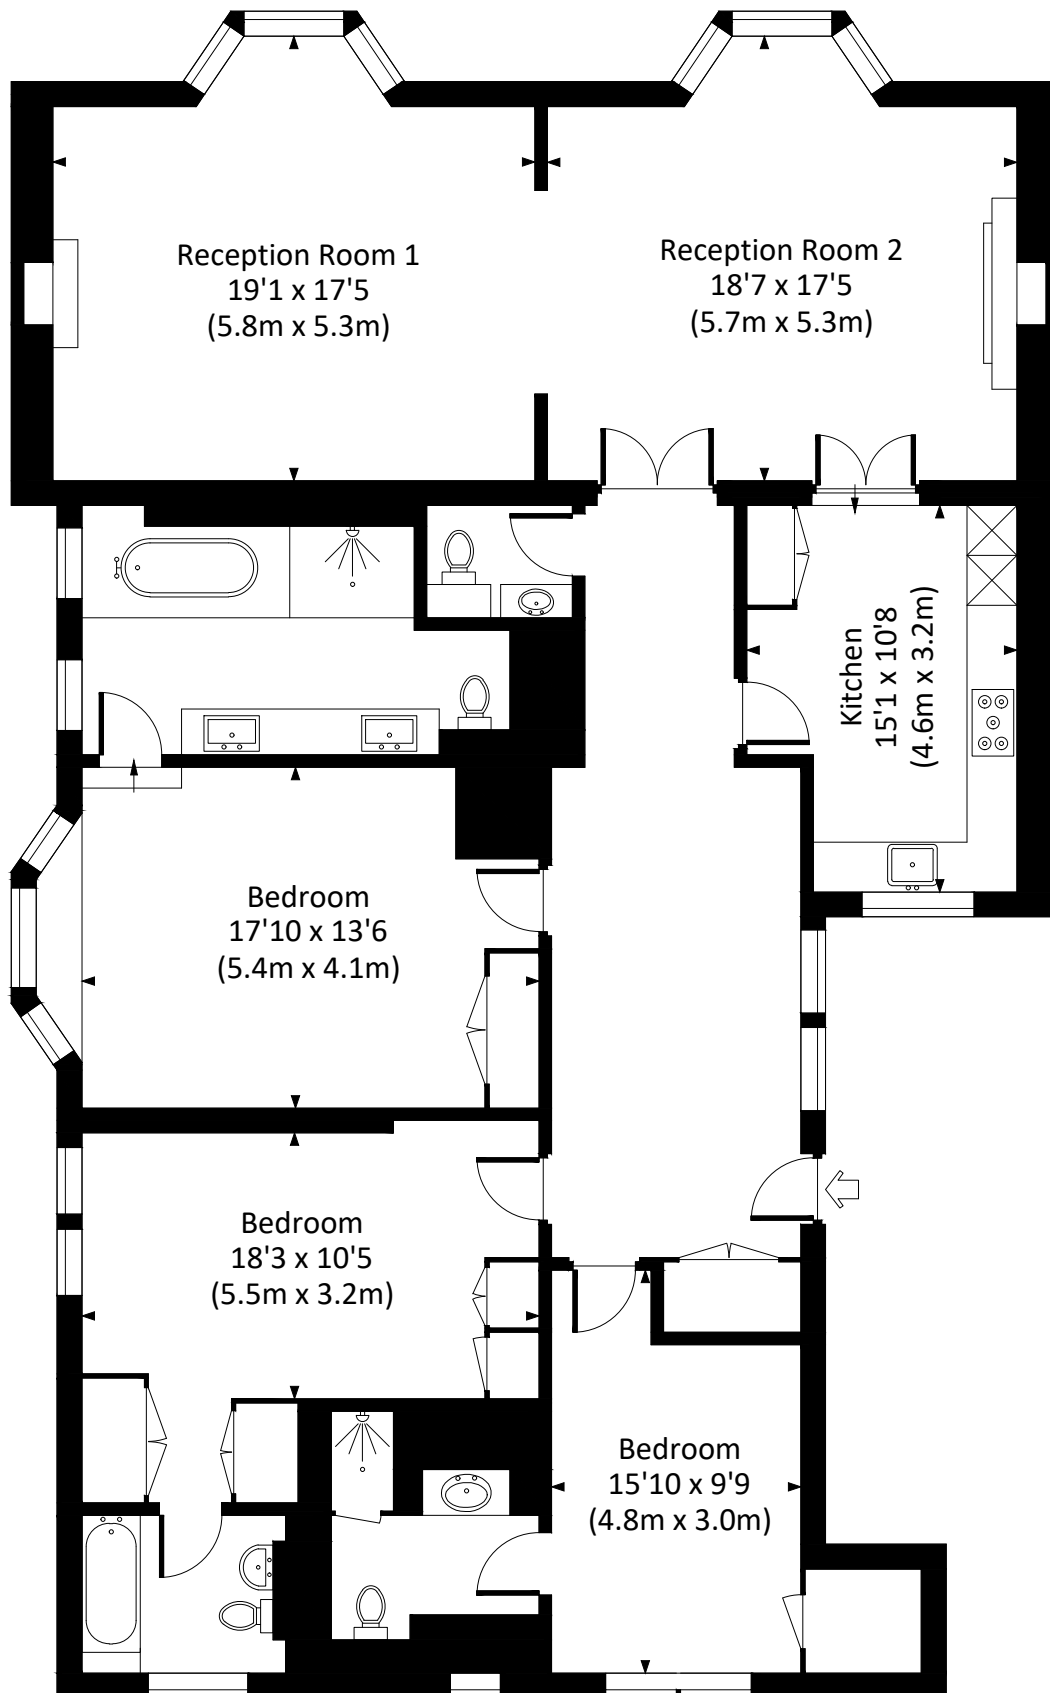 Reception Room 1
19'1 x 17'5
(5.8m x 5.3m)
Reception Room 2
18'7 x 17'5
(5.7m x 5.3m)
Kitchen
15'1 x 10'8
(4.6m x 3.2m)
Bedroom
17'10 x 13'6
(5.4m x 4.1m)
Bedroom
18'3 x 10'5
(5.5m x 3.2m)
Bedroom
15'10 x 9'9
(4.8m x 3.0m)